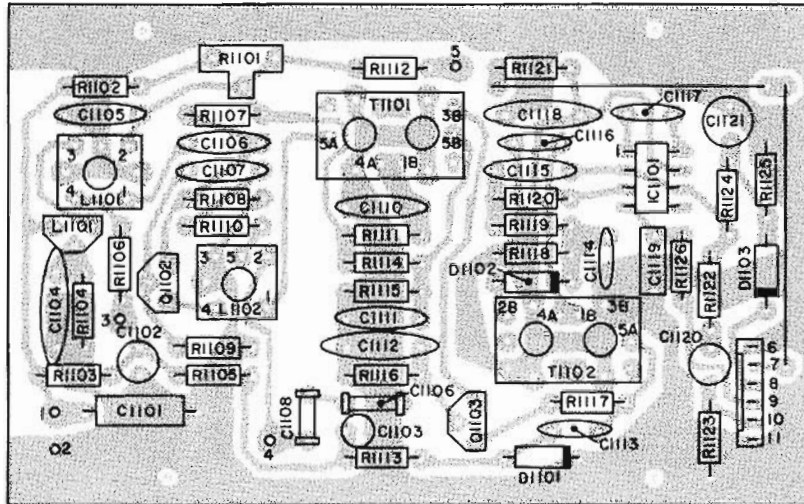 R1101
R1102
C1105
R1107
C1106
C1107
R1108
R1110
3 2
4 1
L1101
L1101
R1106
C1104
R1104
Q1102
3 5 2
4 L1102 1
30
C1102
R1109
R1105
R1103
C1101
10
02
R1112
5
T1101
5A 3B
4A 1B 5B
C1110
R1111
R1114
R1115
C1111
C1112
R1116
C1106
C1108
C1103
R1113
4
Q1103
R1121
C1118
C1117
C1116
C1115
R1120
R1119
R1118
D1102
C1114
1
IC1101
C1121
R1124
R1125
C1119
R1126
R1122
D1103
2B 3B
4A 1B 5A
T1102
C1120
R1117
C1113
D1101
R1123
6
7
8
9
10
11